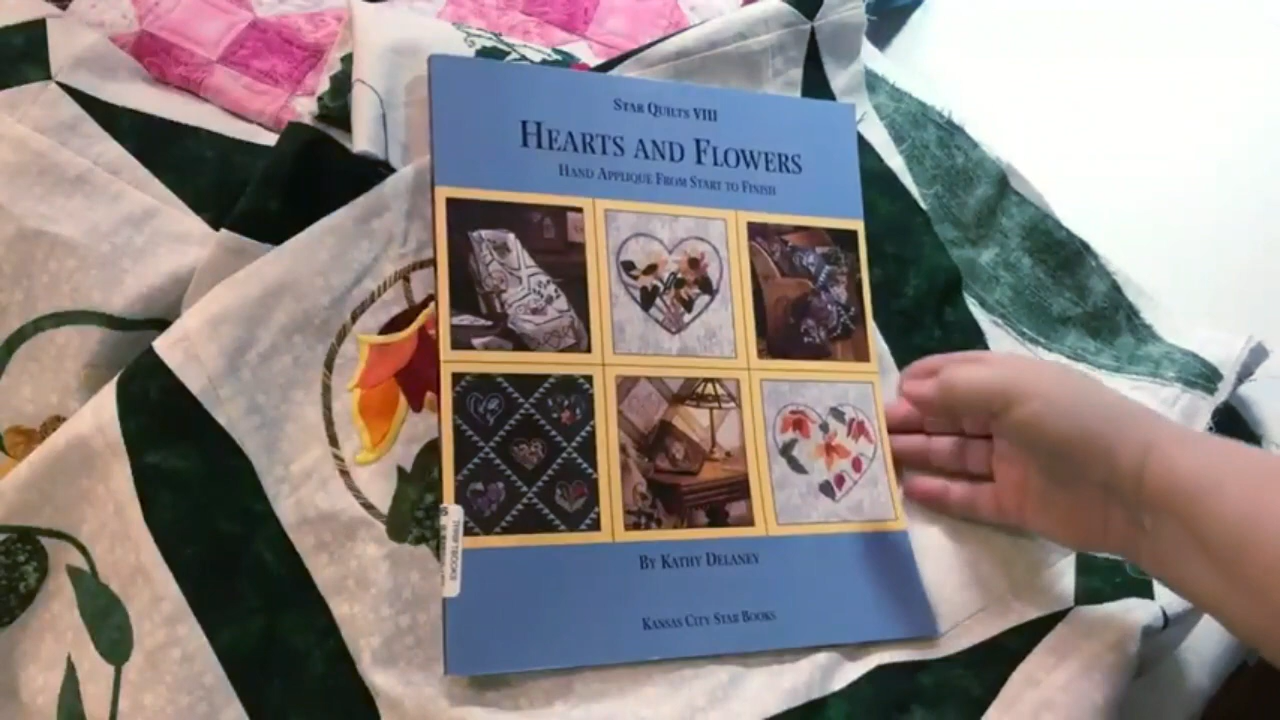 STAR QUILTS VIII
HEARTS AND FLOWERS
HAND APPLIQUE FROM START TO FINISH
BY KATHY DELANEY
KANSAS CITY STAR BOOKS
THRIFTBOOKS